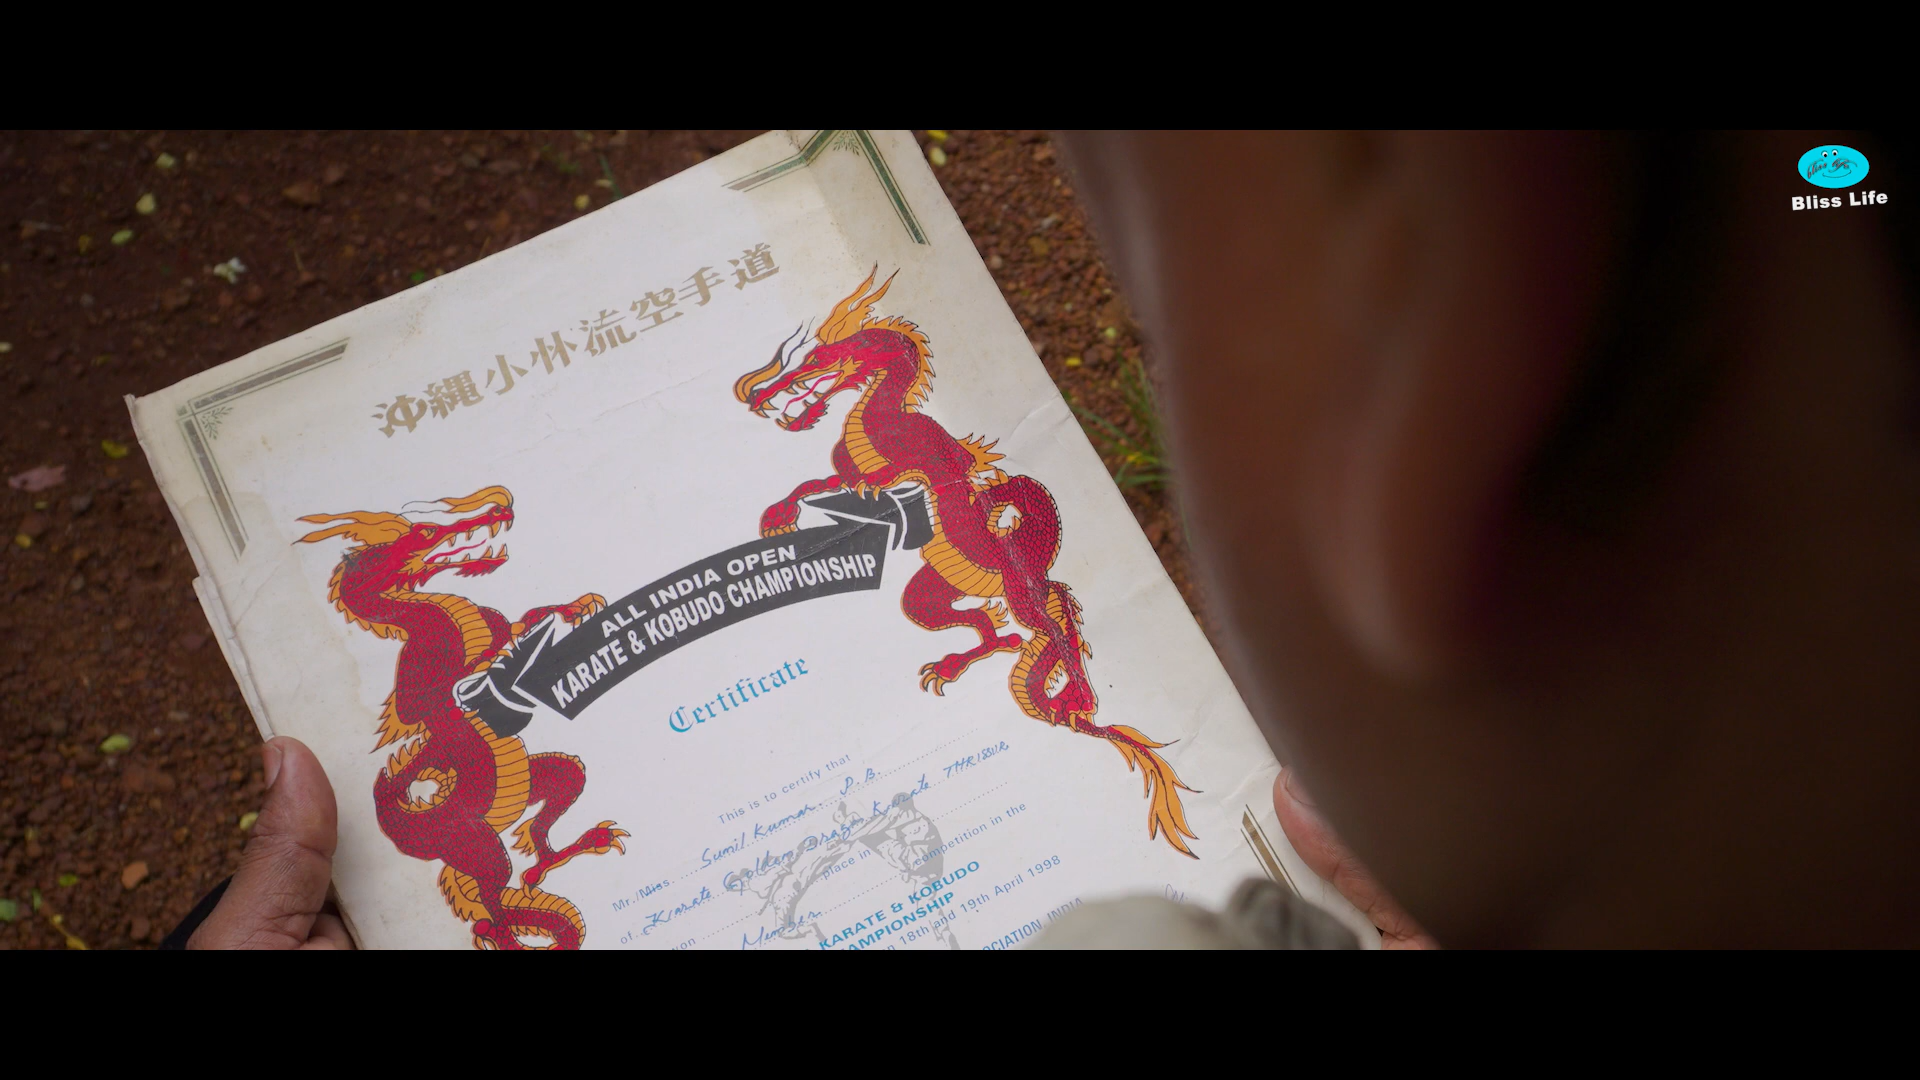 Bliss Life
沖縄小林流空手道
ALL INDIA OPEN
KARATE & KOBUDO CHAMPIONSHIP
Certificate
This is to certify that
Mr./Miss. Sunil Kumar. P.B.
of Karate Golden Dragon Karate THRISSUR
Member place in competition in the
KARATE & KOBUDO
18th and 19th April 1998
INDIA